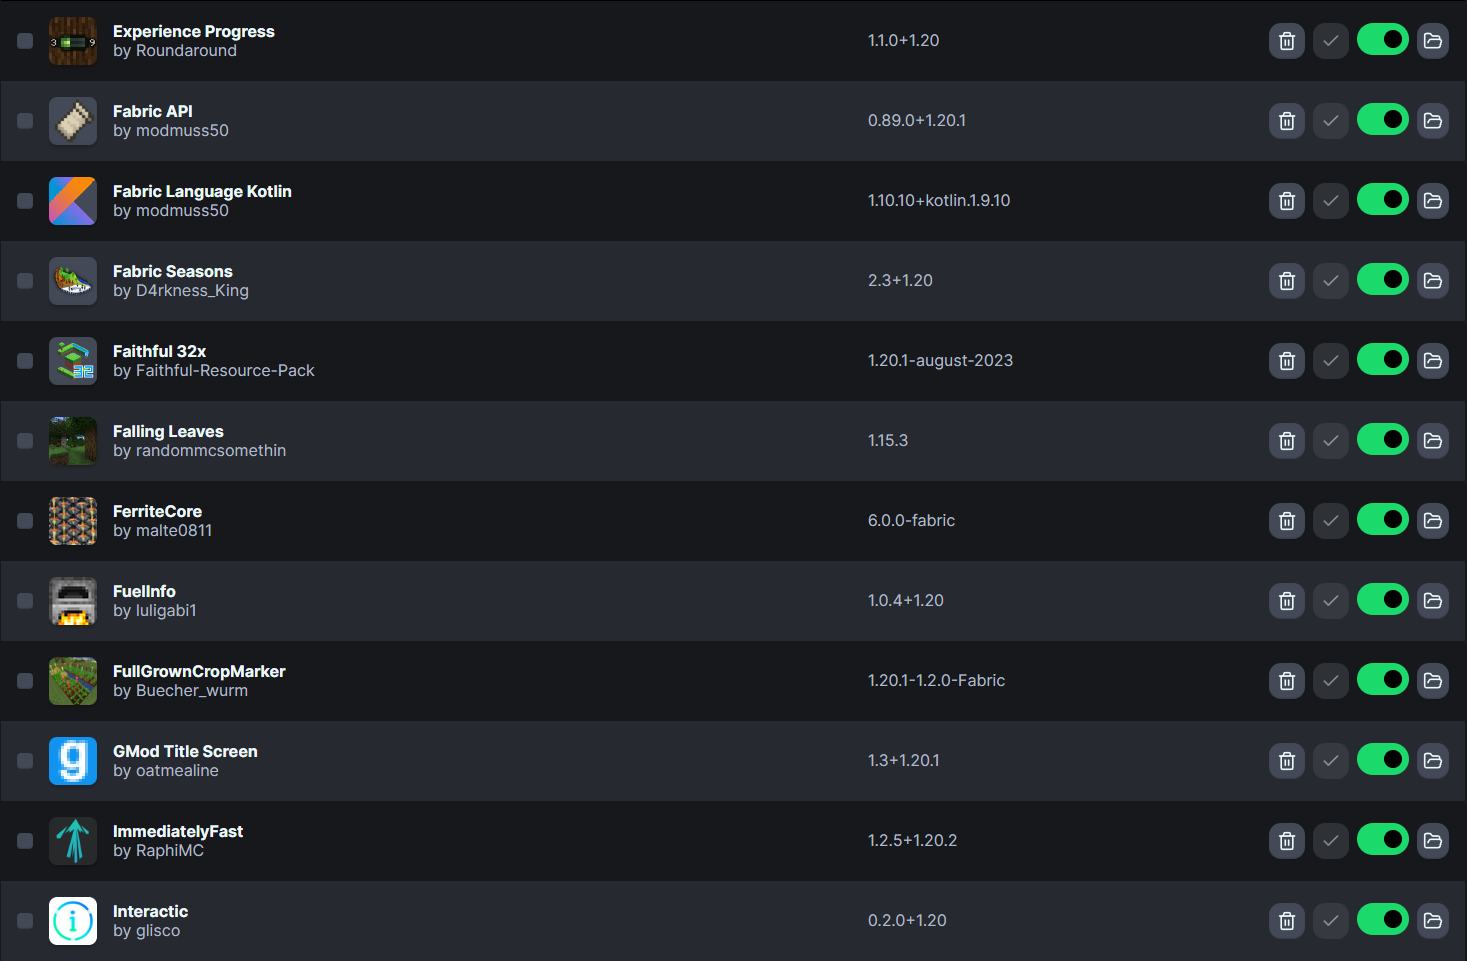 3 9
Experience Progress
by Roundaround
1.1.0+1.20
Fabric API
by modmuss50
0.89.0+1.20.1
Fabric Language Kotlin
by modmuss50
1.10.10+kotlin.1.9.10
Fabric Seasons
by D4rkness_King
2.3+1.20
32
Faithful 32x
by Faithful-Resource-Pack
1.20.1-august-2023
Falling Leaves
by randommcsomethin
1.15.3
FerriteCore
by malte0811
6.0.0-fabric
FuelInfo
by luligabi1
1.0.4+1.20
FullGrownCropMarker
by Buecher_wurm
1.20.1-1.2.0-Fabric
g
GMod Title Screen
by oatmealine
1.3+1.20.1
ImmediatelyFast
by RaphiMC
1.2.5+1.20.2
i
Interactic
by glisco
0.2.0+1.20